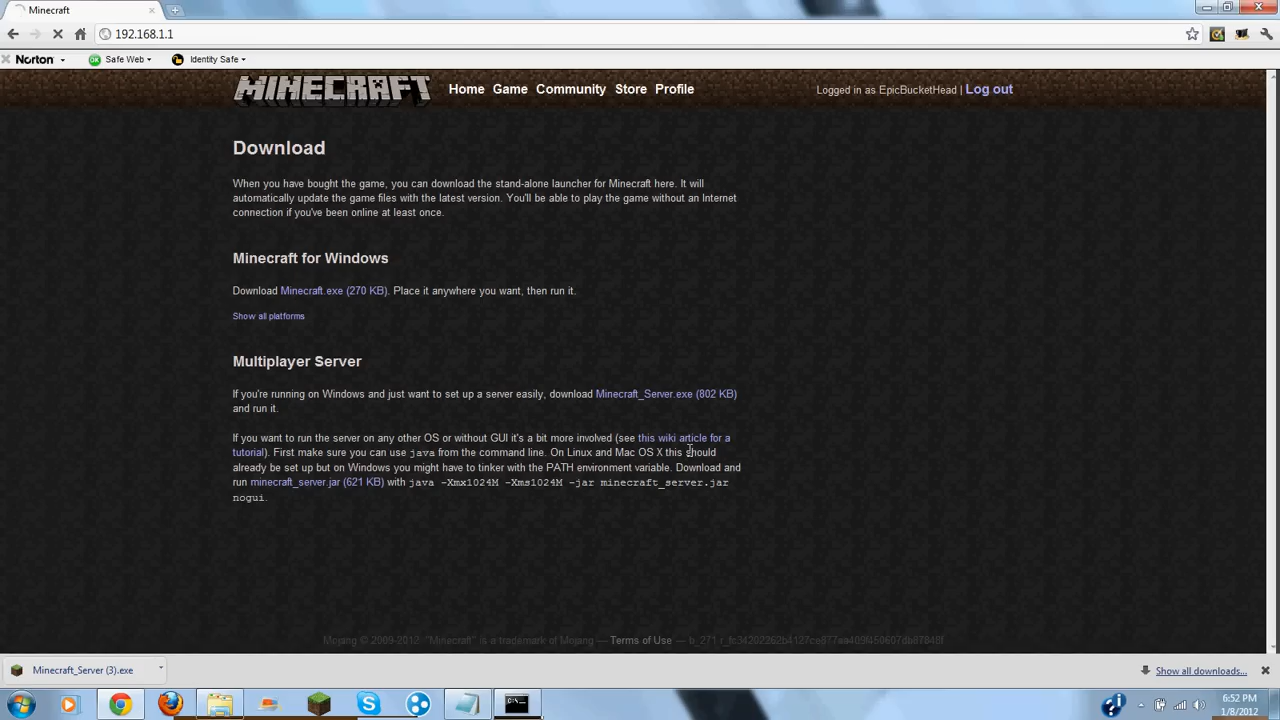 Minecraft
192.168.1.1
Norton Safe Web Identity Safe
MINECRAFT Home Game Community Store Profile Logged in as EpicBucketHead | Log out
Download
When you have bought the game, you can download the stand-alone launcher for Minecraft here. It will
automatically update the game files with the latest version. You'll be able to play the game without an Internet
connection if you've been online at least once.
Minecraft for Windows
Download Minecraft.exe (270 KB). Place it anywhere you want, then run it.
Show all platforms
Multiplayer Server
If you're running on Windows and just want to set up a server easily, download Minecraft_Server.exe (802 KB)
and run it.
If you want to run the server on any other OS or without GUI it's a bit more involved (see this wiki article for a
tutorial). First make sure you can use java from the command line. On Linux and Mac OS X this should
already be set up but on Windows you might have to tinker with the PATH environment variable. Download and
run minecraft_server.jar (621 KB) with java -Xmx1024M -Xms1024M -jar minecraft_server.jar
nogui.
Mojang © 2009-2012. "Minecraft" is a trademark of Mojang — Terms of Use —
Minecraft_Server (3).exe Show all downloads...
6:52 PM
1/8/2012